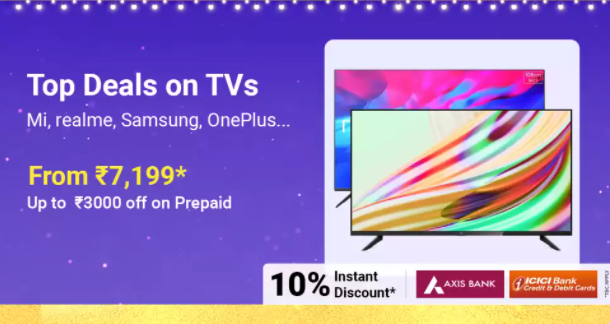 Top Deals on TVs
Mi, realme, Samsung, OnePlus...
From ₹7,199*
Up to ₹3000 off on Prepaid
10% Instant
Discount*
AXIS BANK
ICICI Bank
Credit & Debit Cards
*T&C APPLY